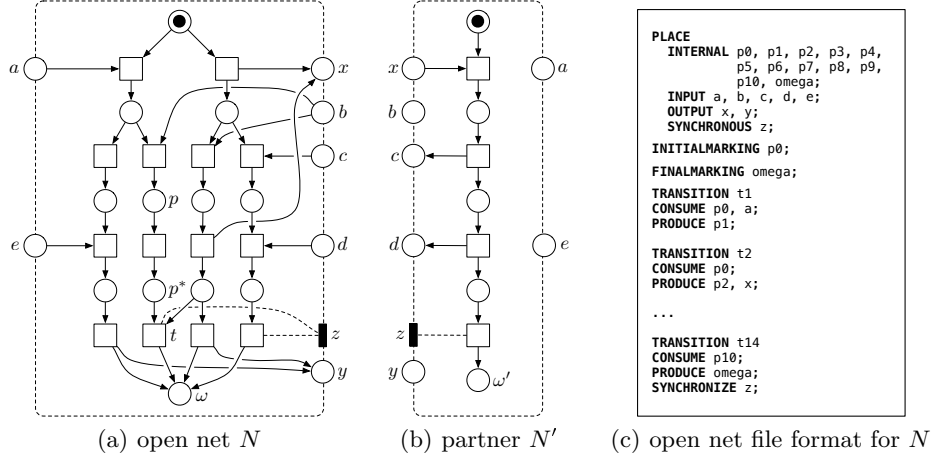 a
x
b
c
p
e
d
p*
t
z
y
ω
(a) open net N
x
a
b
c
d
e
z
y
ω′
(b) partner N′
PLACE
INTERNAL p0, p1, p2, p3, p4,
p5, p6, p7, p8, p9,
p10, omega;
INPUT a, b, c, d, e;
OUTPUT x, y;
SYNCHRONOUS z;
INITIALMARKING p0;
FINALMARKING omega;
TRANSITION t1
CONSUME p0, a;
PRODUCE p1;
TRANSITION t2
CONSUME p0;
PRODUCE p2, x;
...
TRANSITION t14
CONSUME p10;
PRODUCE omega;
SYNCHRONIZE z;
(c) open net file format for N